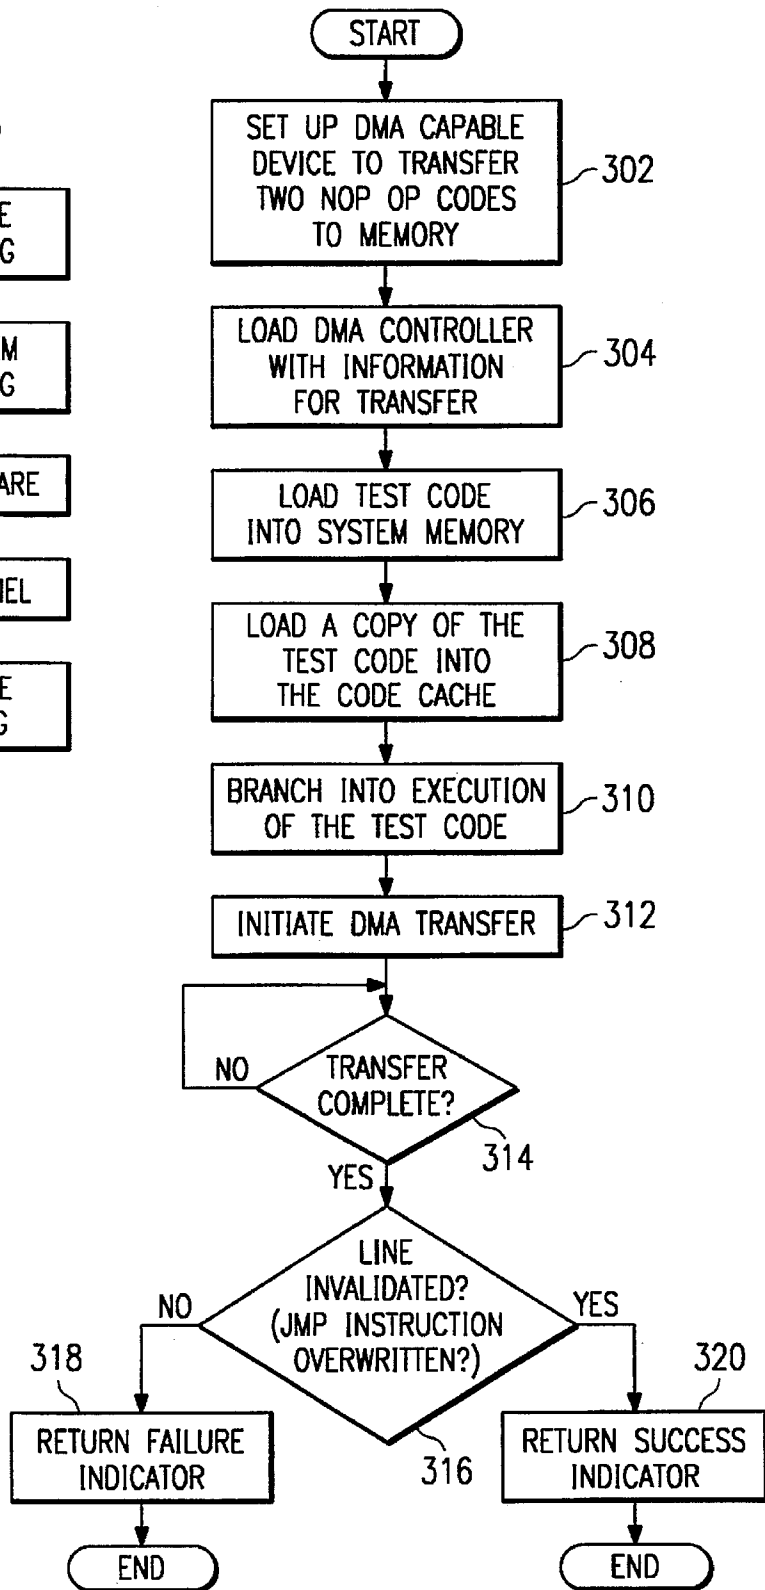 START
SET UP DMA CAPABLE
DEVICE TO TRANSFER
TWO NOP OP CODES
TO MEMORY
302
LOAD DMA CONTROLLER
WITH INFORMATION
FOR TRANSFER
304
LOAD TEST CODE
INTO SYSTEM MEMORY
306
LOAD A COPY OF THE
TEST CODE INTO
THE CODE CACHE
308
BRANCH INTO EXECUTION
OF THE TEST CODE
310
INITIATE DMA TRANSFER
312
NO
TRANSFER
COMPLETE?
314
YES
LINE
INVALIDATED?
(JMP INSTRUCTION
OVERWRITTEN?)
NO
YES
316
318
RETURN FAILURE
INDICATOR
END
320
RETURN SUCCESS
INDICATOR
END